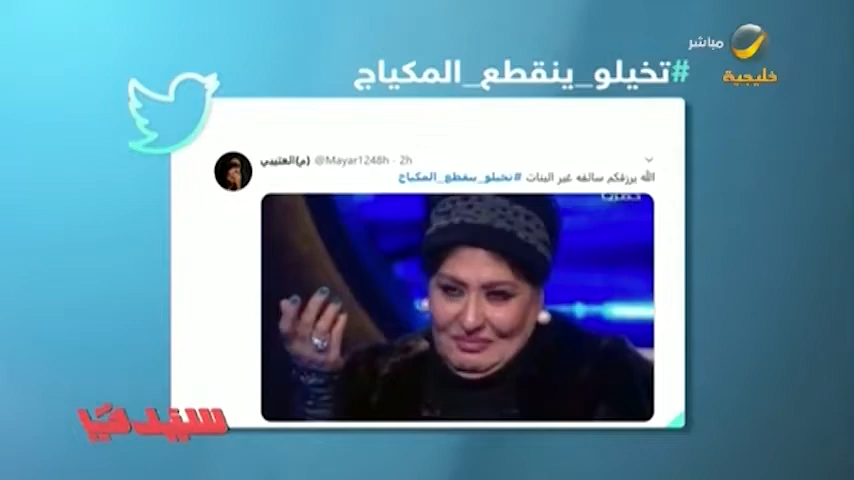 مباشر
خليجية
#تخيلو_ينقطع_المكياج
(م) العتيبي @Mayar1248h · 2h
الله يرزقكم سالفه غير البنات #تخيلو_ينقطع_المكياج
سيدتي